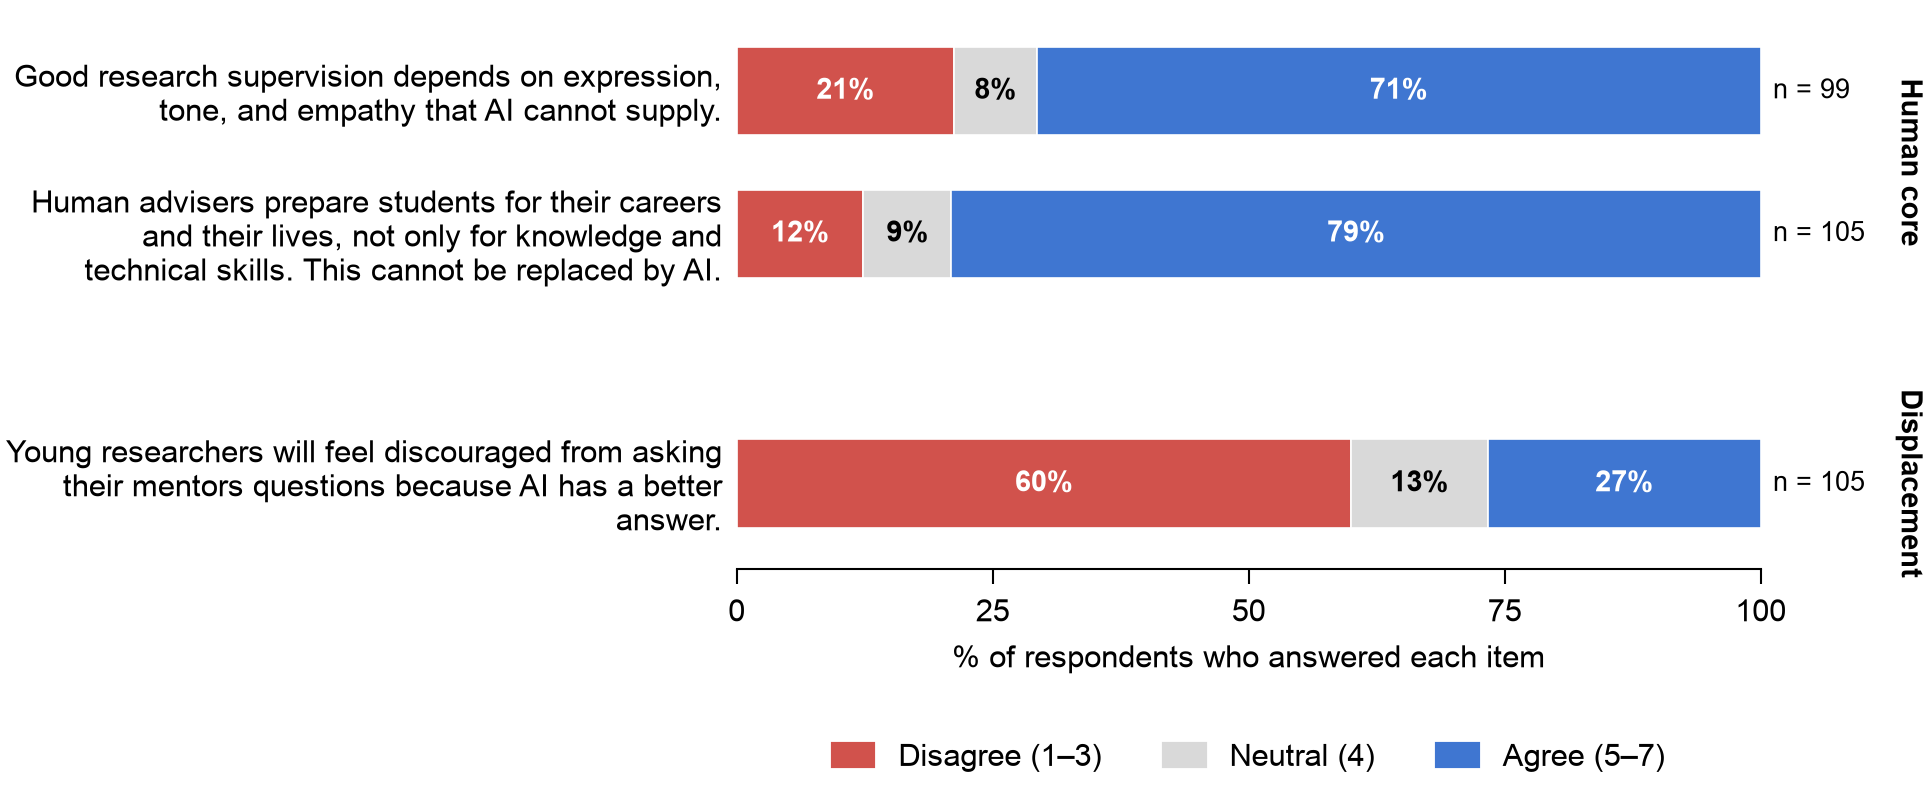 Good research supervision depends on expression,
tone, and empathy that AI cannot supply.
21%
8%
71%
n = 99
Human core
Human advisers prepare students for their careers
and their lives, not only for knowledge and
technical skills. This cannot be replaced by AI.
12%
9%
79%
n = 105
Young researchers will feel discouraged from asking
their mentors questions because AI has a better
answer.
60%
13%
27%
n = 105
Displacement
0
25
50
75
100
% of respondents who answered each item
Disagree (1–3)
Neutral (4)
Agree (5–7)